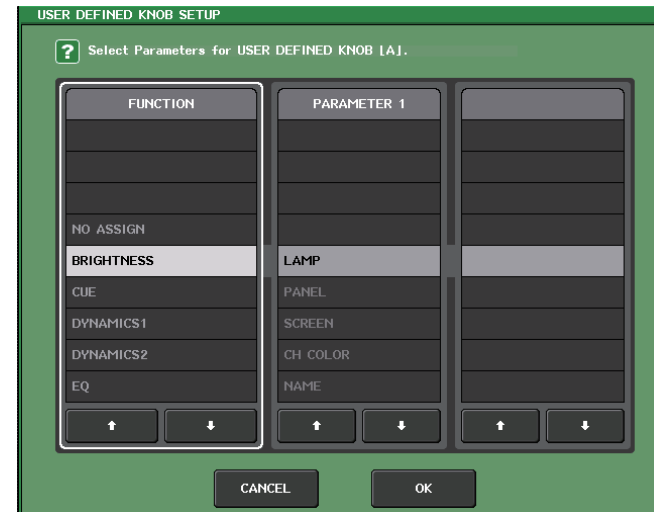 USER DEFINED KNOB SETUP
? Select Parameters for USER DEFINED KNOB [A].
FUNCTION PARAMETER 1
NO ASSIGN
BRIGHTNESS LAMP
CUE PANEL
DYNAMICS1 SCREEN
DYNAMICS2 CH COLOR
EQ NAME
CANCEL OK